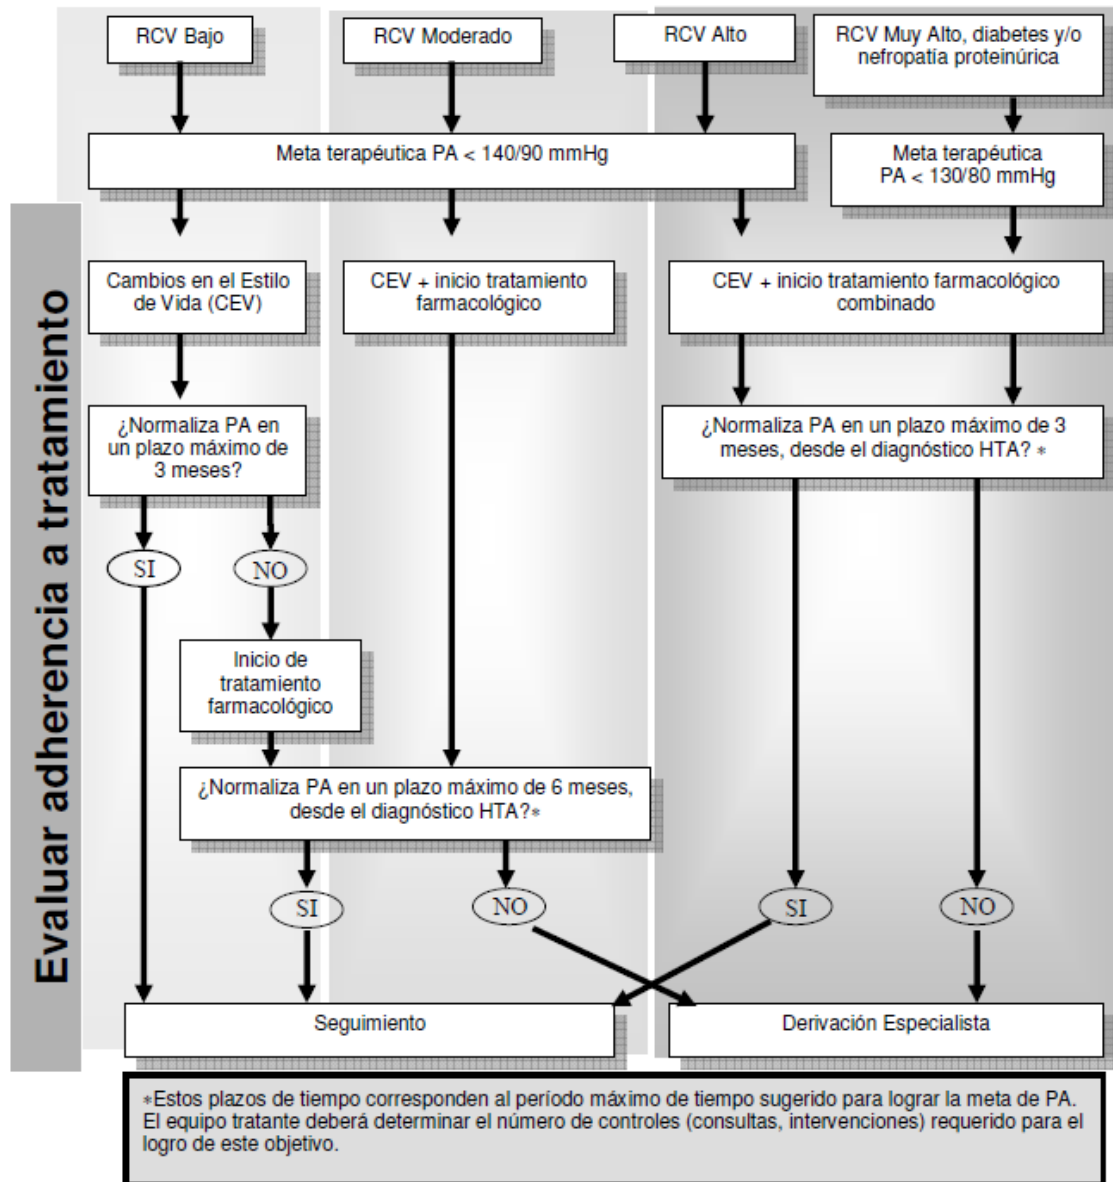 RCV Bajo
RCV Moderado
RCV Alto
RCV Muy Alto, diabetes y/o
nefropatía proteinúrica
Meta terapéutica PA < 140/90 mmHg
Meta terapéutica
PA < 130/80 mmHg
Evaluar adherencia a tratamiento
Cambios en el Estilo
de Vida (CEV)
CEV + inicio tratamiento
farmacológico
CEV + inicio tratamiento farmacológico
combinado
¿Normaliza PA en
un plazo máximo de
3 meses?
¿Normaliza PA en un plazo máximo de 3
meses, desde el diagnóstico HTA? *
SI
NO
Inicio de
tratamiento
farmacológico
¿Normaliza PA en un plazo máximo de 6 meses,
desde el diagnóstico HTA?*
SI
NO
SI
NO
Seguimiento
Derivación Especialista
*Estos plazos de tiempo corresponden al período máximo de tiempo sugerido para lograr la meta de PA.
El equipo tratante deberá determinar el número de controles (consultas, intervenciones) requerido para el
logro de este objetivo.